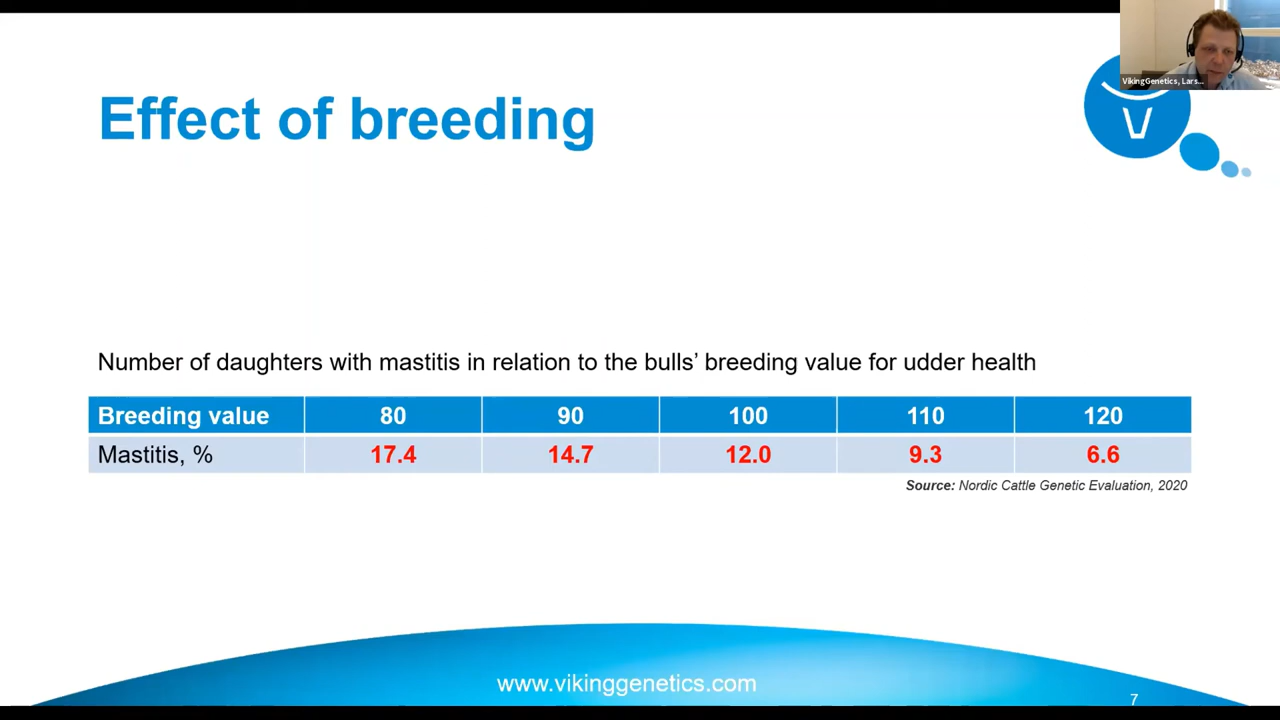 VikingGenetics, Lars...
Effect of breeding
V
Number of daughters with mastitis in relation to the bulls’ breeding value for udder health
Breeding value 80 90 100 110 120
Mastitis, % 17.4 14.7 12.0 9.3 6.6
Source: Nordic Cattle Genetic Evaluation, 2020
www.vikinggenetics.com
7